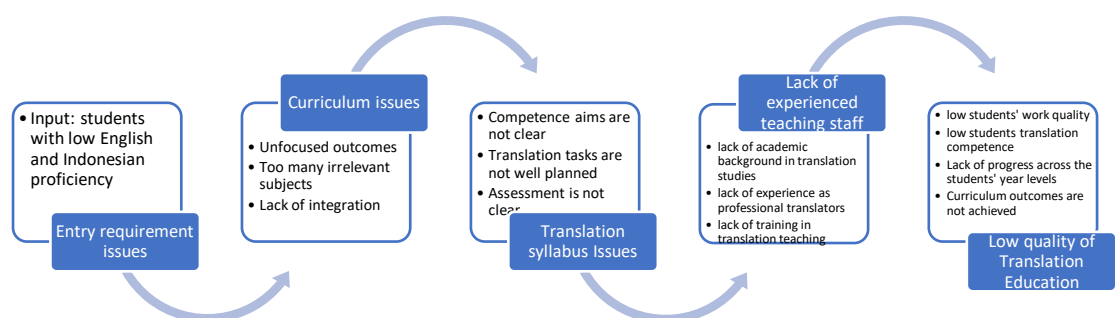 • Input: students
with low English
and Indonesian
proficiency
Entry requirement
issues
Curriculum issues
• Unfocused outcomes
• Too many irrelevant
subjects
• Lack of integration
• Competence aims are
not clear
• Translation tasks are
not well planned
• Assessment is not
clear
Translation
syllabus Issues
Lack of
experienced
teaching staff
• lack of academic
background in translation
studies
• lack of experience as
professional translators
• lack of training in
translation teaching
• low students' work quality
• low students translation
competence
• Lack of progress across the
students' year levels
• Curriculum outcomes are
not achieved
Low quality of
Translation
Education